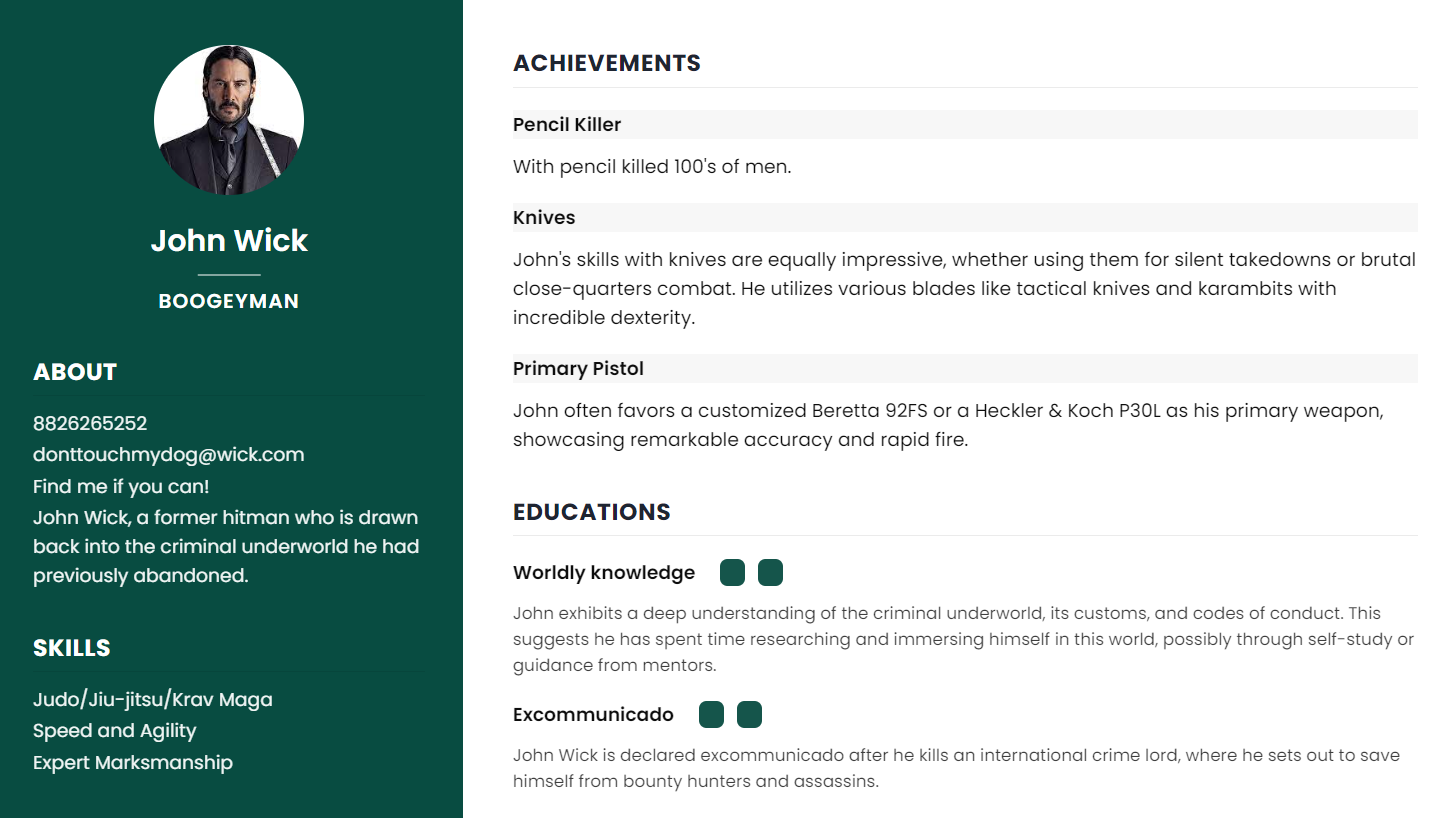 John Wick
BOOGEYMAN
ABOUT
8826265252
donttouchmydog@wick.com
Find me if you can!
John Wick, a former hitman who is drawn
back into the criminal underworld he had
previously abandoned.
SKILLS
Judo/Jiu-jitsu/Krav Maga
Speed and Agility
Expert Marksmanship
ACHIEVEMENTS
Pencil Killer
With pencil killed 100's of men.
Knives
John's skills with knives are equally impressive, whether using them for silent takedowns or brutal
close-quarters combat. He utilizes various blades like tactical knives and karambits with
incredible dexterity.
Primary Pistol
John often favors a customized Beretta 92FS or a Heckler & Koch P30L as his primary weapon,
showcasing remarkable accuracy and rapid fire.
EDUCATIONS
Worldly knowledge
John exhibits a deep understanding of the criminal underworld, its customs, and codes of conduct. This
suggests he has spent time researching and immersing himself in this world, possibly through self-study or
guidance from mentors.
Excommunicado
John Wick is declared excommunicado after he kills an international crime lord, where he sets out to save
himself from bounty hunters and assassins.